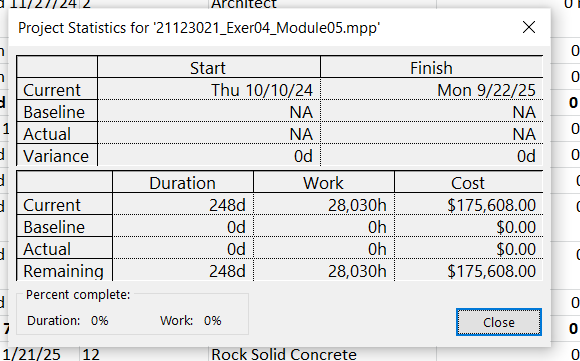 d 11/27/24 2 Architect
Project Statistics for '21123021_Exer04_Module05.mpp'
Start Finish
Current Thu 10/10/24 Mon 9/22/25
Baseline NA NA
Actual NA NA
Variance 0d 0d
Duration Work Cost
Current 248d 28,030h $175,608.00
Baseline 0d 0h $0.00
Actual 0d 0h $0.00
Remaining 248d 28,030h $175,608.00
Percent complete:
Duration: 0% Work: 0% Close
1/21/25 12 Rock Solid Concrete